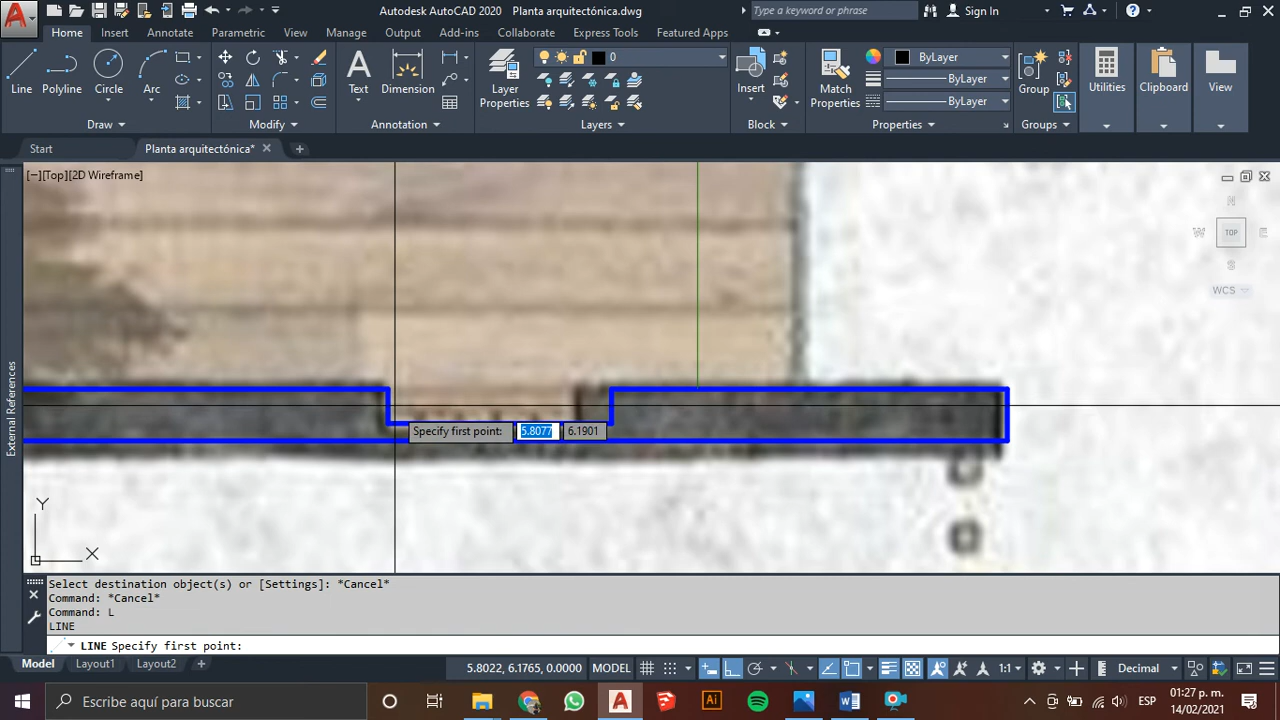 Autodesk AutoCAD 2020 Planta arquitectónica.dwg Type a keyword or phrase Sign In
Home Insert Annotate Parametric View Manage Output Add-ins Collaborate Express Tools Featured Apps
0 ByLayer
ByLayer
ByLayer
Line Polyline Circle Arc Text Dimension Layer Properties Insert Match Properties Group Utilities Clipboard View
Draw Modify Annotation Layers Block Properties Groups
Start Planta arquitectónica*
[−][Top][2D Wireframe]
N
W TOP E
S
WCS
External References
Specify first point: 5.8077 6.1901
Y
X
Select destination object(s) or [Settings]: *Cancel*
Command: *Cancel*
Command: L
LINE
LINE Specify first point:
Model Layout1 Layout2 5.8022, 6.1765, 0.0000 MODEL 1:1 Decimal
Escribe aquí para buscar
Ai
W
ESP
01:27 p. m.
14/02/2021